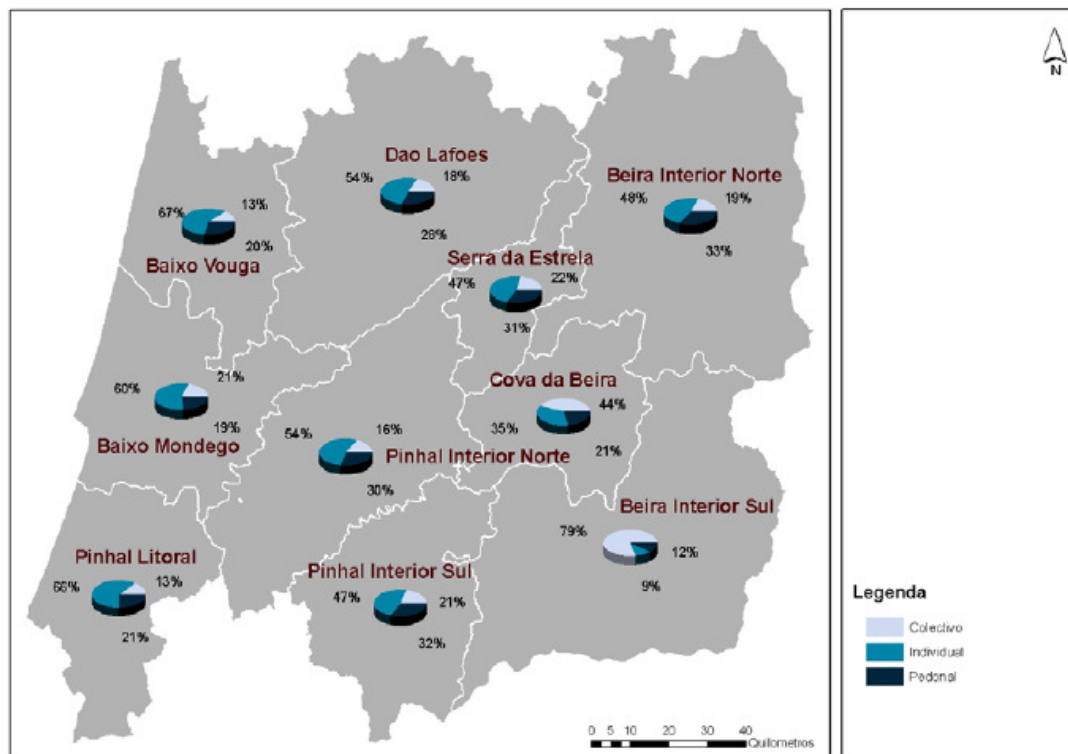 N
Dao Lafoes
54% 18%
28%
Beira Interior Norte
48% 19%
33%
67% 13%
20%
Baixo Vouga
Serra da Estrela
47% 22%
31%
60% 21%
19%
Baixo Mondego
Cova da Beira
44%
35%
21%
54% 16%
Pinhal Interior Norte
30%
Beira Interior Sul
79%
12%
9%
Pinhal Litoral
66% 13%
21%
Pinhal Interior Sul
47% 21%
32%
Legenda
Colectivo
Individual
Pedonal
0 5 10 20 30 40
Quilometros